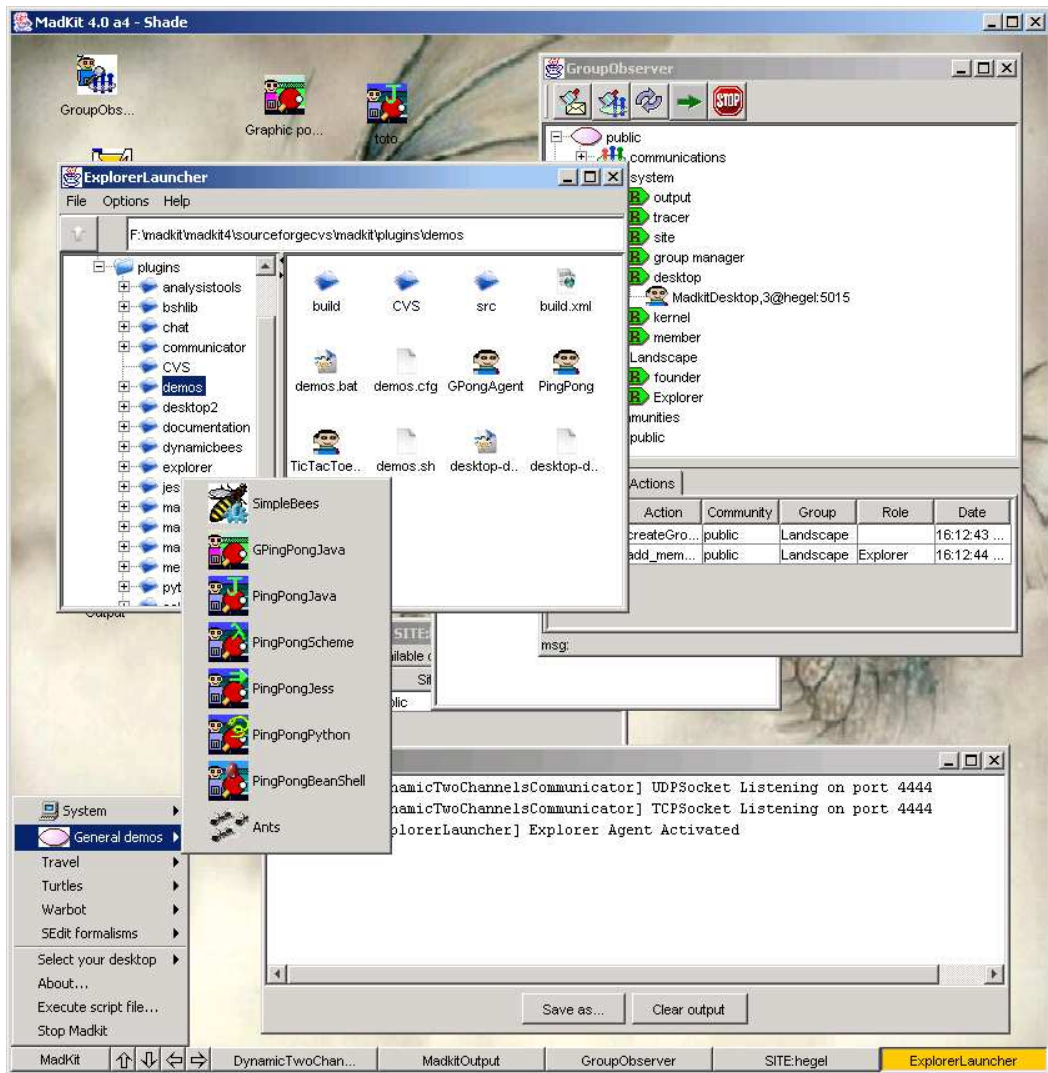 MadKit 4.0 a4 - Shade
GroupObs...
Graphic po...
toto
GroupObserver
STOP
public
communications
system
R output
R tracer
R site
R group manager
R desktop
MadkitDesktop,3@hegel:5015
R kernel
R member
Landscape
R founder
R Explorer
munities
public
Actions
Action Community Group Role Date
createGro... public Landscape 16:12:43 ...
add_mem... public Landscape Explorer 16:12:44 ...
msg:
ExplorerLauncher
File Options Help
F:\madkit\madkit4\sourceforgecvs\madkit\plugins\demos
plugins
analysistools
bshlib
chat
communicator
CVS
demos
desktop2
documentation
dynamicbees
explorer
jes
ma
ma
ma
me
pyt
build
CVS
src
build.xml
demos.bat
demos.cfg
GPongAgent
PingPong
TicTacToe..
demos.sh
desktop-d..
desktop-d..
Output
SITE:
ilable
Sit
lic
SimpleBees
GPingPongJava
PingPongJava
PingPongScheme
PingPongJess
PingPongPython
PingPongBeanShell
Ants
namicTwoChannelsCommunicator] UDPSocket Listening on port 4444
namicTwoChannelsCommunicator] TCPSocket Listening on port 4444
plorerLauncher] Explorer Agent Activated
Save as...
Clear output
System
General demos
Travel
Turtles
Warbot
SEdit formalisms
Select your desktop
About...
Execute script file...
Stop Madkit
MadKit
DynamicTwoChan...
MadkitOutput
GroupObserver
SITE:hegel
ExplorerLauncher